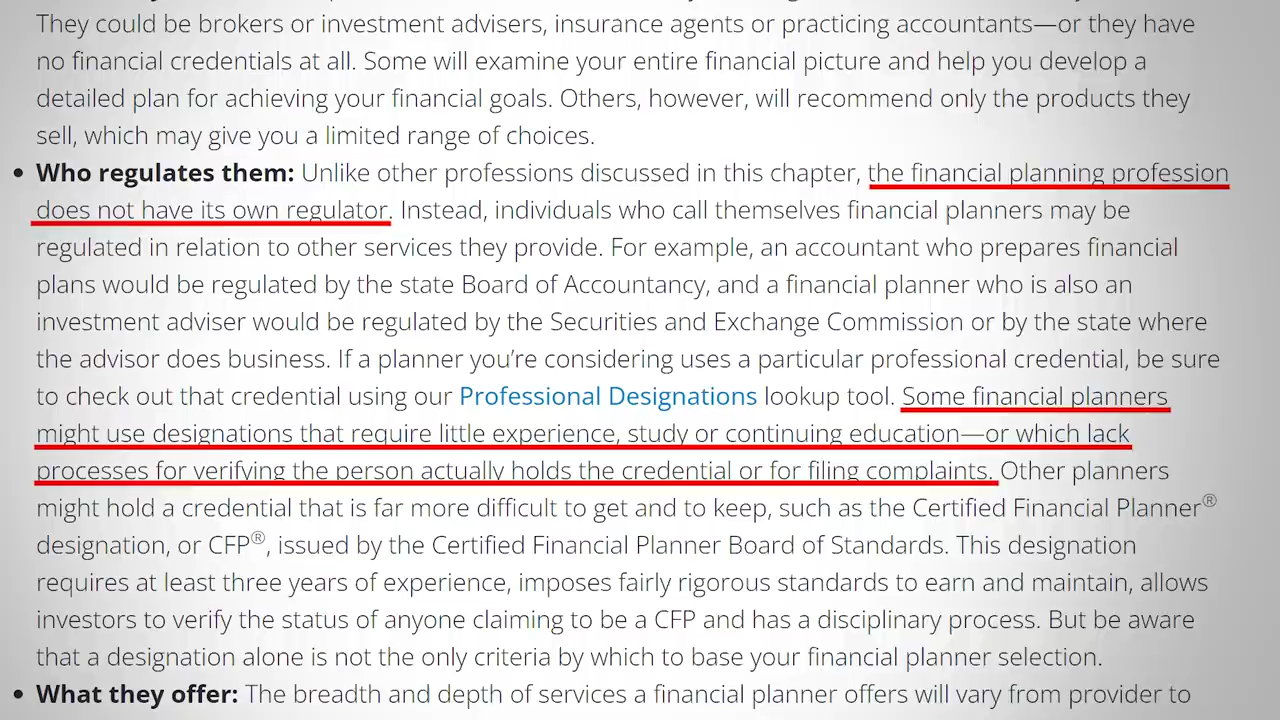 They could be brokers or investment advisers, insurance agents or practicing accountants—or they have
no financial credentials at all. Some will examine your entire financial picture and help you develop a
detailed plan for achieving your financial goals. Others, however, will recommend only the products they
sell, which may give you a limited range of choices.
• Who regulates them: Unlike other professions discussed in this chapter, the financial planning profession
does not have its own regulator. Instead, individuals who call themselves financial planners may be
regulated in relation to other services they provide. For example, an accountant who prepares financial
plans would be regulated by the state Board of Accountancy, and a financial planner who is also an
investment adviser would be regulated by the Securities and Exchange Commission or by the state where
the advisor does business. If a planner you’re considering uses a particular professional credential, be sure
to check out that credential using our Professional Designations lookup tool. Some financial planners
might use designations that require little experience, study or continuing education—or which lack
processes for verifying the person actually holds the credential or for filing complaints. Other planners
might hold a credential that is far more difficult to get and to keep, such as the Certified Financial Planner®
designation, or CFP®, issued by the Certified Financial Planner Board of Standards. This designation
requires at least three years of experience, imposes fairly rigorous standards to earn and maintain, allows
investors to verify the status of anyone claiming to be a CFP and has a disciplinary process. But be aware
that a designation alone is not the only criteria by which to base your financial planner selection.
• What they offer: The breadth and depth of services a financial planner offers will vary from provider to